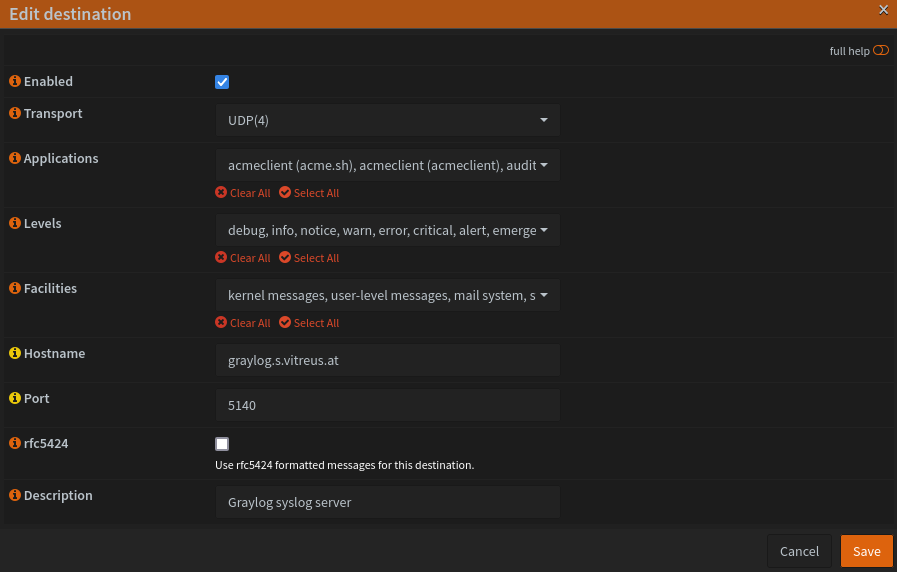 Edit destination
full help
Enabled
Transport
UDP(4)
Applications
acmeclient (acme.sh), acmeclient (acmeclient), audit
Clear All Select All
Levels
debug, info, notice, warn, error, critical, alert, emerge
Clear All Select All
Facilities
kernel messages, user-level messages, mail system, s
Clear All Select All
Hostname
graylog.s.vitreus.at
Port
5140
rfc5424
Use rfc5424 formatted messages for this destination.
Description
Graylog syslog server
Cancel Save